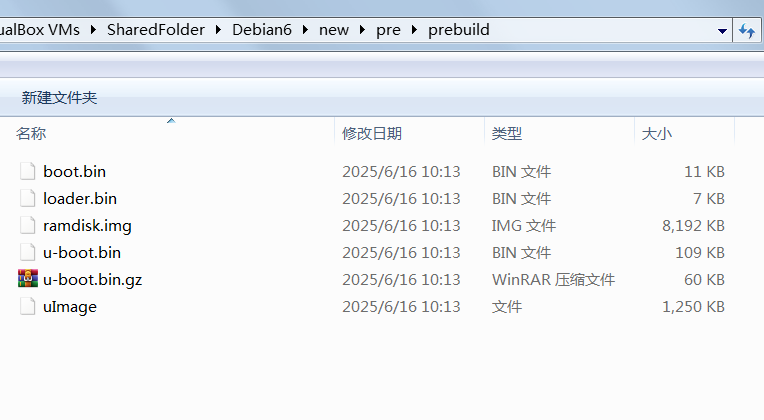 ualBox VMs SharedFolder Debian6 new pre prebuild
新建文件夹
名称 修改日期 类型 大小
boot.bin 2025/6/16 10:13 BIN 文件 11 KB
loader.bin 2025/6/16 10:13 BIN 文件 7 KB
ramdisk.img 2025/6/16 10:13 IMG 文件 8,192 KB
u-boot.bin 2025/6/16 10:13 BIN 文件 109 KB
u-boot.bin.gz 2025/6/16 10:13 WinRAR 压缩文件 60 KB
uImage 2025/6/16 10:13 文件 1,250 KB